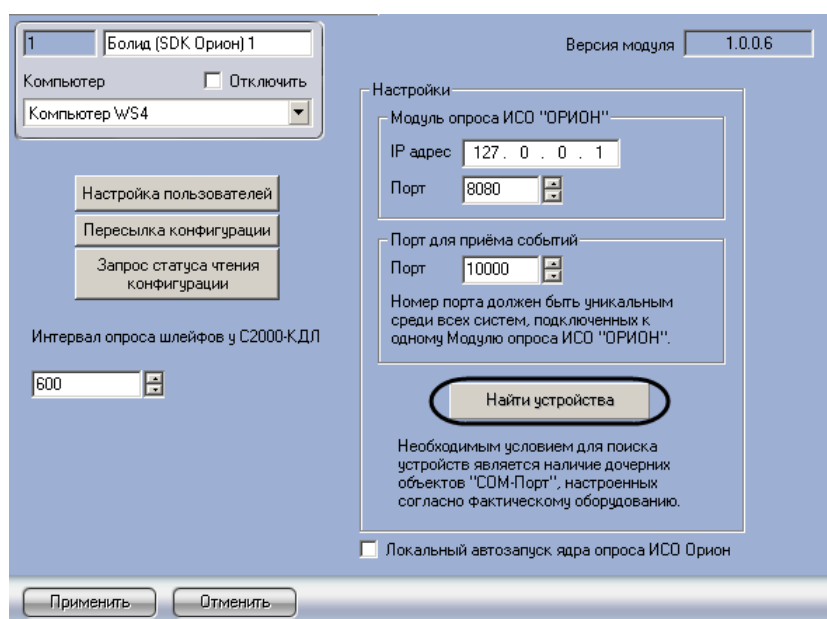 1
Болид (SDK Орион) 1
Компьютер
Отключить
Компьютер WS4
Настройка пользователей
Пересылка конфигурации
Запрос статуса чтения
конфигурации
Интервал опроса шлейфов у С2000-КДЛ
600
Версия модуля
1.0.0.6
Настройки
Модуль опроса ИСО "ОРИОН"
IP адрес
127 . 0 . 0 . 1
Порт
8080
Порт для приёма событий
Порт
10000
Номер порта должен быть уникальным
среди всех систем, подключенных к
одному Модулю опроса ИСО "ОРИОН".
Найти устройства
Необходимым условием для поиска
устройств является наличие дочерних
объектов "СОМ-Порт", настроенных
согласно фактическому оборудованию.
Локальный автозапуск ядра опроса ИСО Орион
Применить
Отменить